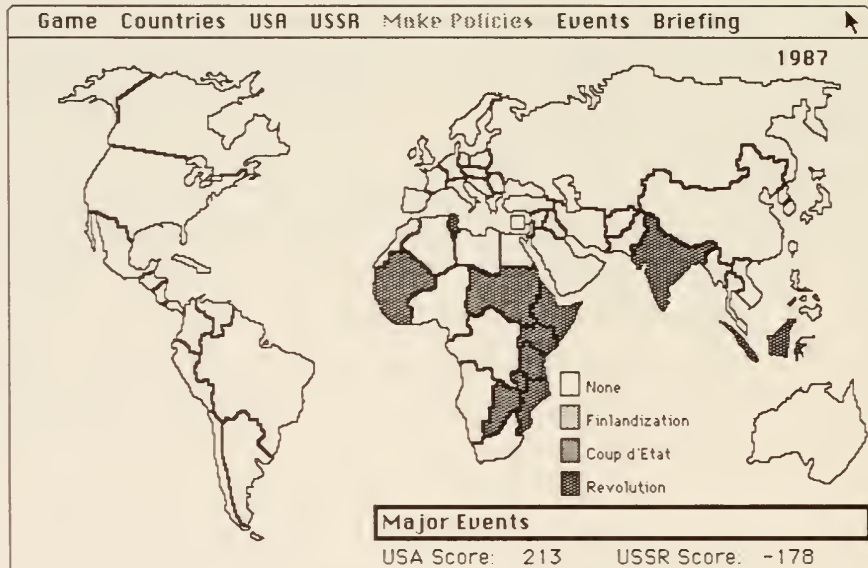 Game Countries USA USSR Make Policies Events Briefing
1987
None
Finlandization
Coup d'Etat
Revolution
Major Events
USA Score: 213 USSR Score: -178